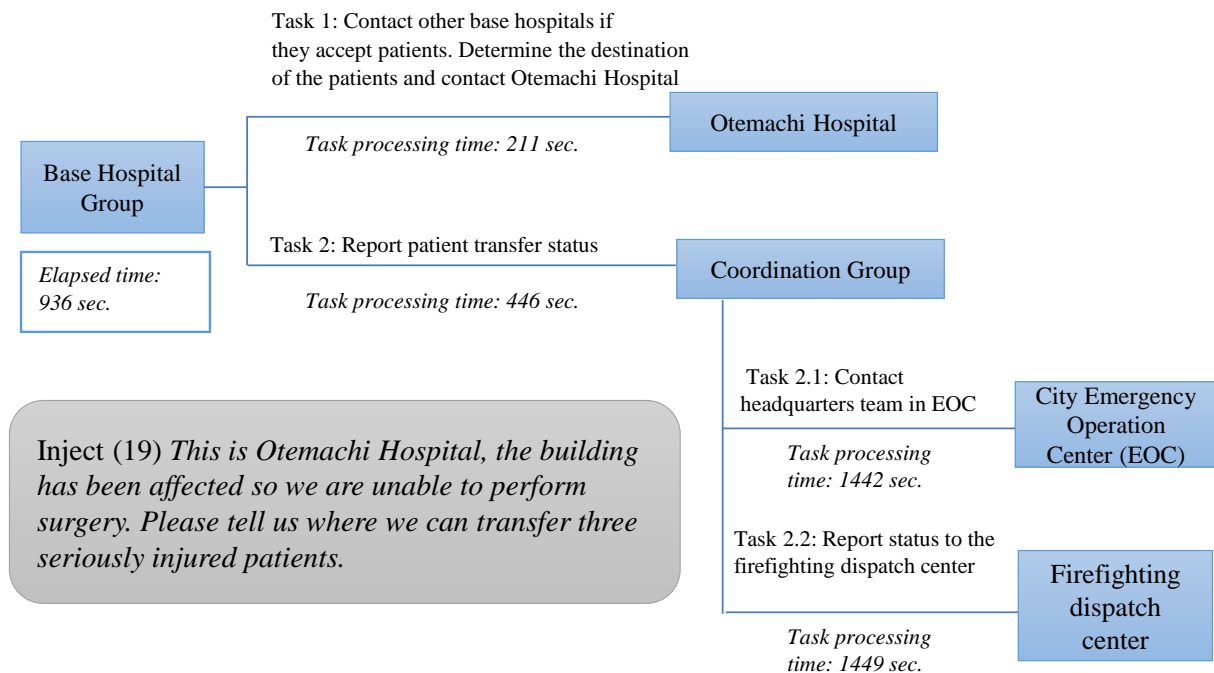 Task 1: Contact other base hospitals if
they accept patients. Determine the destination
of the patients and contact Otemachi Hospital
Otemachi Hospital
Task processing time: 211 sec.
Base Hospital
Group
Task 2: Report patient transfer status
Coordination Group
Elapsed time:
936 sec.
Task processing time: 446 sec.
Task 2.1: Contact
headquarters team in EOC
City Emergency
Operation
Center (EOC)
Task processing
time: 1442 sec.
Inject (19) This is Otemachi Hospital, the building
has been affected so we are unable to perform
surgery. Please tell us where we can transfer three
seriously injured patients.
Task 2.2: Report status to the
firefighting dispatch center
Firefighting
dispatch
center
Task processing
time: 1449 sec.